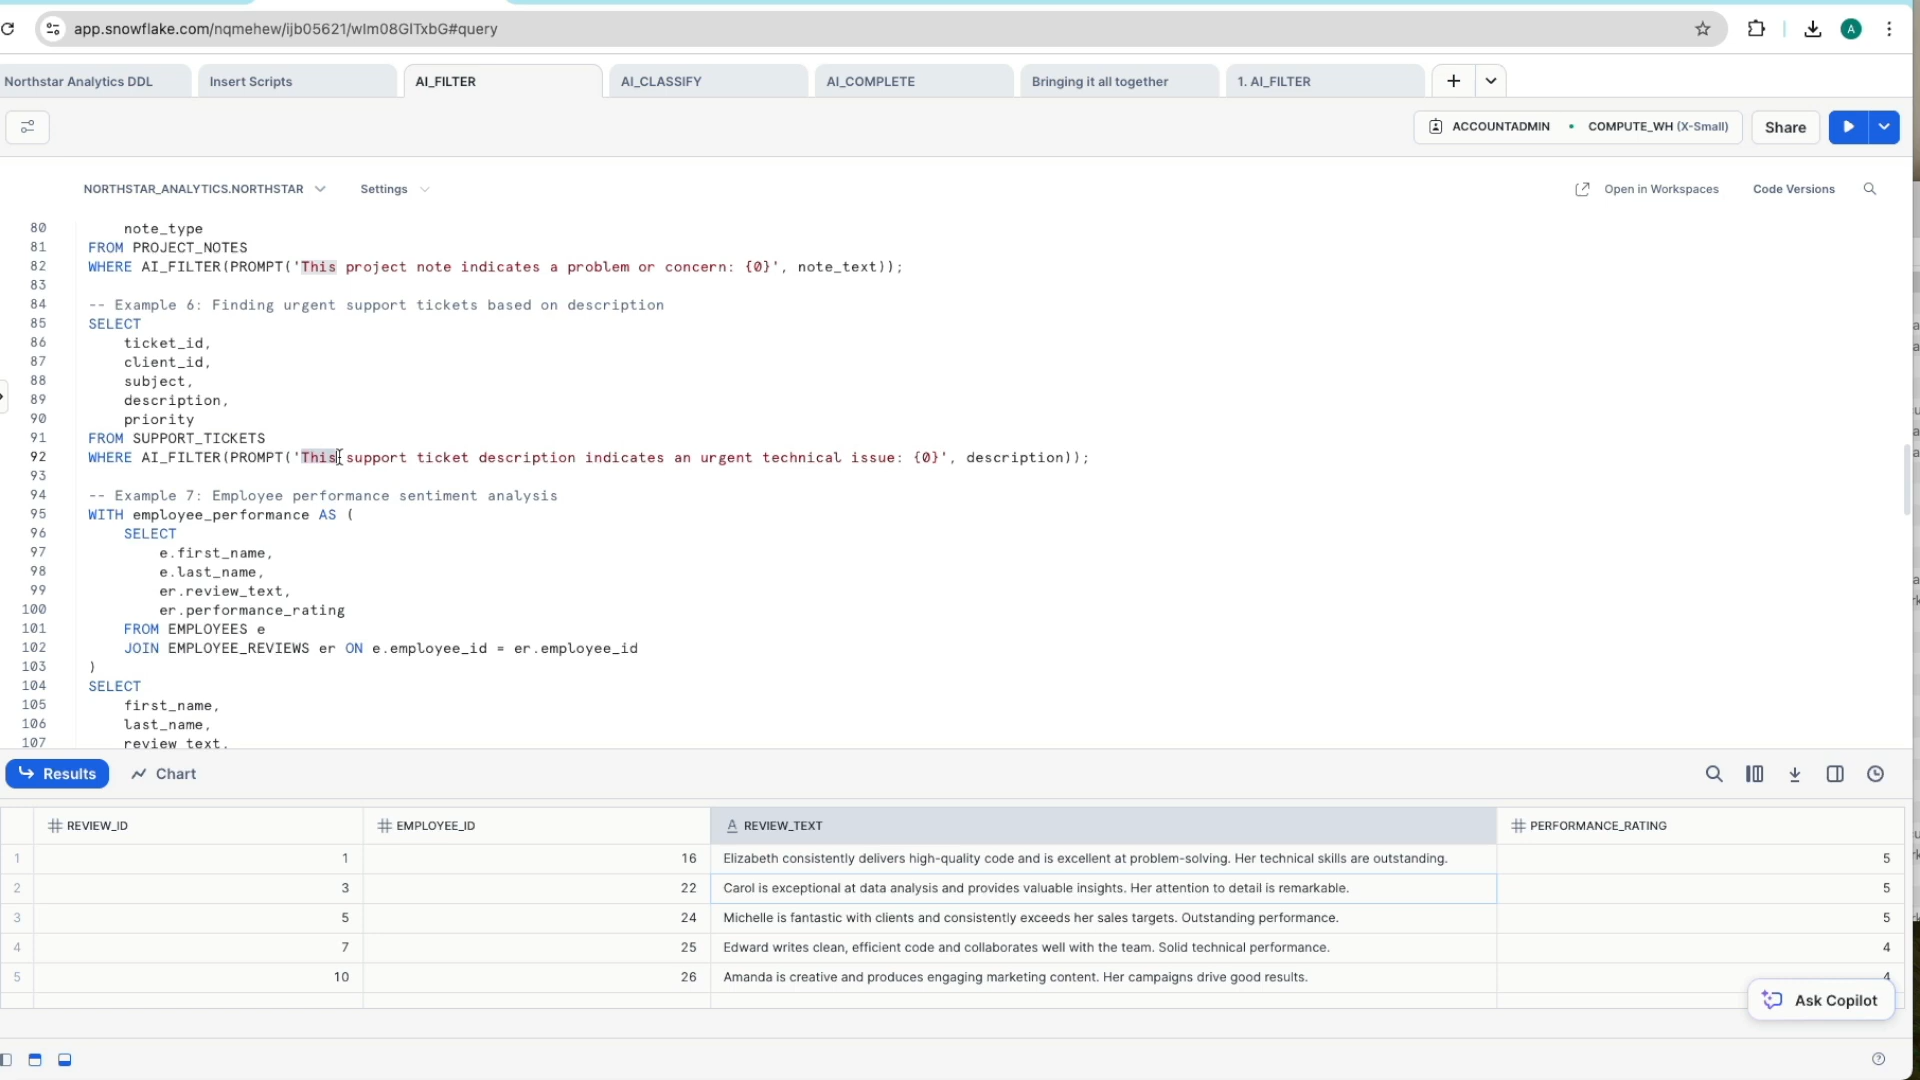 app.snowflake.com/nqmehew/ijb05621/wlm08GITxbG#query
A
Northstar Analytics DDL
Insert Scripts
AI_FILTER
AI_CLASSIFY
AI_COMPLETE
Bringing it all together
1. AI_FILTER
ACCOUNTADMIN • COMPUTE_WH (X-Small)
Share
NORTHSTAR_ANALYTICS.NORTHSTAR
Settings
Open in Workspaces
Code Versions
80 note_type
81 FROM PROJECT_NOTES
82 WHERE AI_FILTER(PROMPT('This project note indicates a problem or concern: {0}', note_text));
83
84 -- Example 6: Finding urgent support tickets based on description
85 SELECT
86 ticket_id,
87 client_id,
88 subject,
89 description,
90 priority
91 FROM SUPPORT_TICKETS
92 WHERE AI_FILTER(PROMPT('This support ticket description indicates an urgent technical issue: {0}', description));
93
94 -- Example 7: Employee performance sentiment analysis
95 WITH employee_performance AS (
96 SELECT
97 e.first_name,
98 e.last_name,
99 er.review_text,
100 er.performance_rating
101 FROM EMPLOYEES e
102 JOIN EMPLOYEE_REVIEWS er ON e.employee_id = er.employee_id
103 )
104 SELECT
105 first_name,
106 last_name,
107 review_text,
Results
Chart
REVIEW_ID EMPLOYEE_ID A REVIEW_TEXT PERFORMANCE_RATING
1 1 16 Elizabeth consistently delivers high-quality code and is excellent at problem-solving. Her technical skills are outstanding. 5
2 3 22 Carol is exceptional at data analysis and provides valuable insights. Her attention to detail is remarkable. 5
3 5 24 Michelle is fantastic with clients and consistently exceeds her sales targets. Outstanding performance. 5
4 7 25 Edward writes clean, efficient code and collaborates well with the team. Solid technical performance. 4
5 10 26 Amanda is creative and produces engaging marketing content. Her campaigns drive good results. 4
Ask Copilot